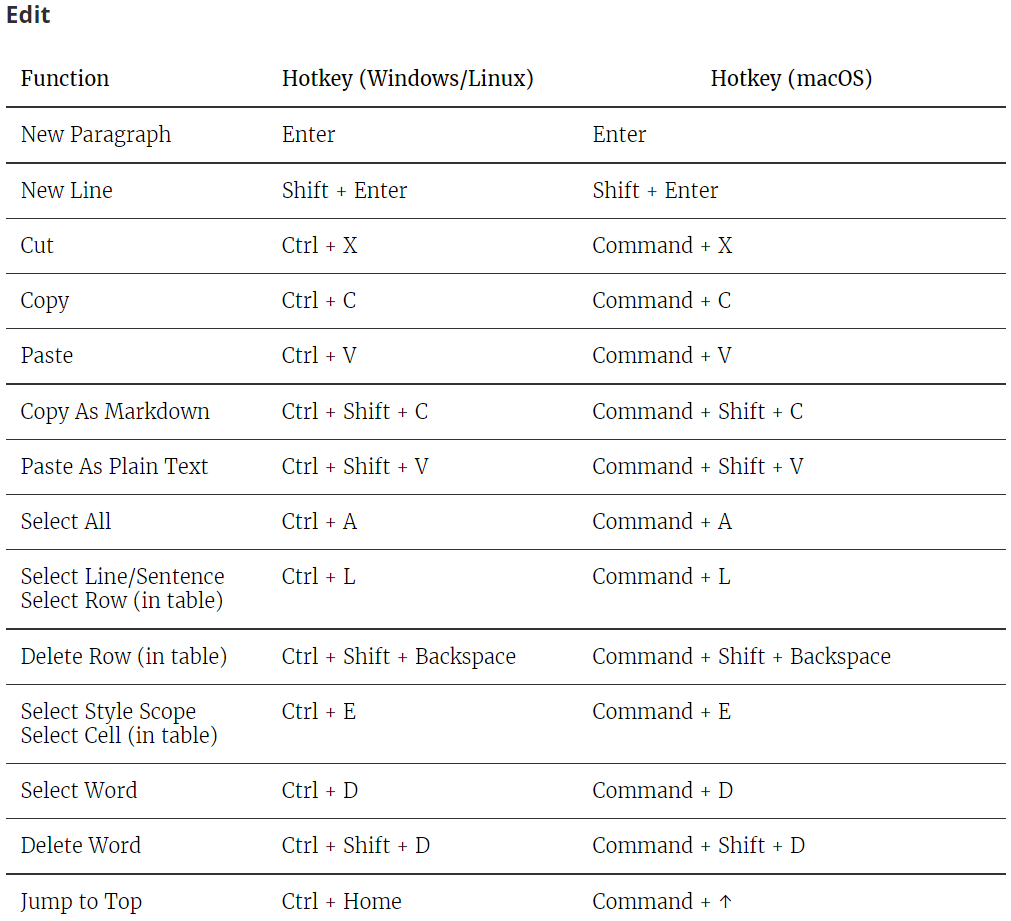 Edit
Function Hotkey (Windows/Linux) Hotkey (macOS)
New Paragraph Enter Enter
New Line Shift + Enter Shift + Enter
Cut Ctrl + X Command + X
Copy Ctrl + C Command + C
Paste Ctrl + V Command + V
Copy As Markdown Ctrl + Shift + C Command + Shift + C
Paste As Plain Text Ctrl + Shift + V Command + Shift + V
Select All Ctrl + A Command + A
Select Line/Sentence Ctrl + L Command + L
Select Row (in table)
Delete Row (in table) Ctrl + Shift + Backspace Command + Shift + Backspace
Select Style Scope Ctrl + E Command + E
Select Cell (in table)
Select Word Ctrl + D Command + D
Delete Word Ctrl + Shift + D Command + Shift + D
Jump to Top Ctrl + Home Command + ↑